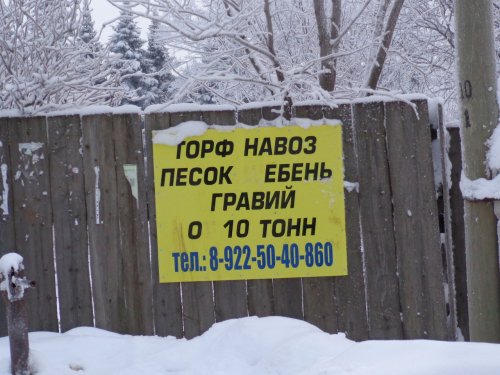 ТОРФ НАВОЗ
ПЕСОК ЕБЕНЬ
ГРАВИЙ
О 10 ТОНН
тел.: 8-922-50-40-860